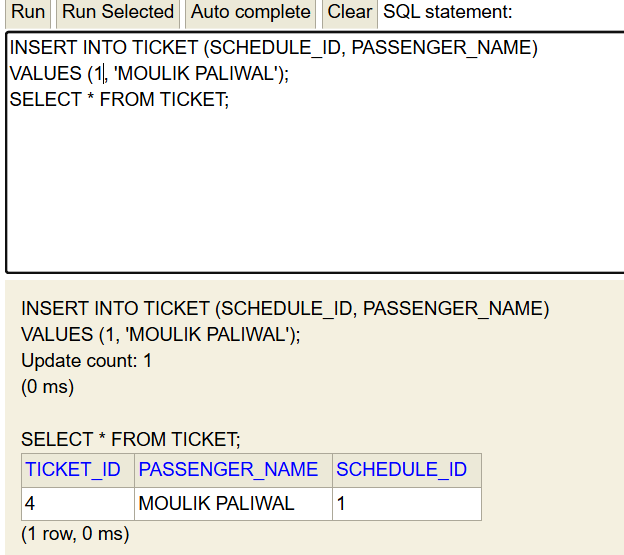 Run Run Selected Auto complete Clear SQL statement:
INSERT INTO TICKET (SCHEDULE_ID, PASSENGER_NAME)
VALUES (1, 'MOULIK PALIWAL');
SELECT * FROM TICKET;
INSERT INTO TICKET (SCHEDULE_ID, PASSENGER_NAME)
VALUES (1, 'MOULIK PALIWAL');
Update count: 1
(0 ms)
SELECT * FROM TICKET;
TICKET_ID PASSENGER_NAME SCHEDULE_ID
4 MOULIK PALIWAL 1
(1 row, 0 ms)